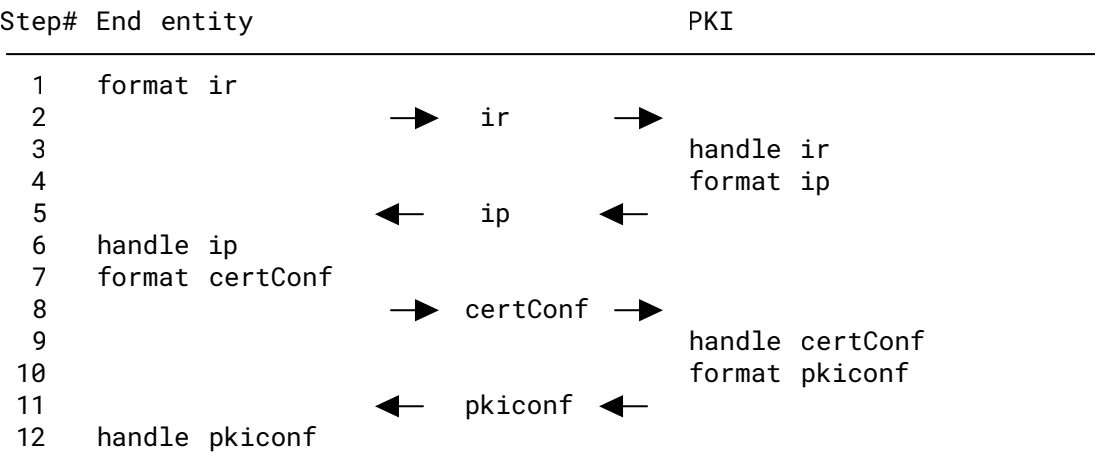 Step# End entity PKI
1 format ir
2 ir
3 handle ir
4 format ip
5 ip
6 handle ip
7 format certConf
8 certConf
9 handle certConf
10 format pkiconf
11 pkiconf
12 handle pkiconf